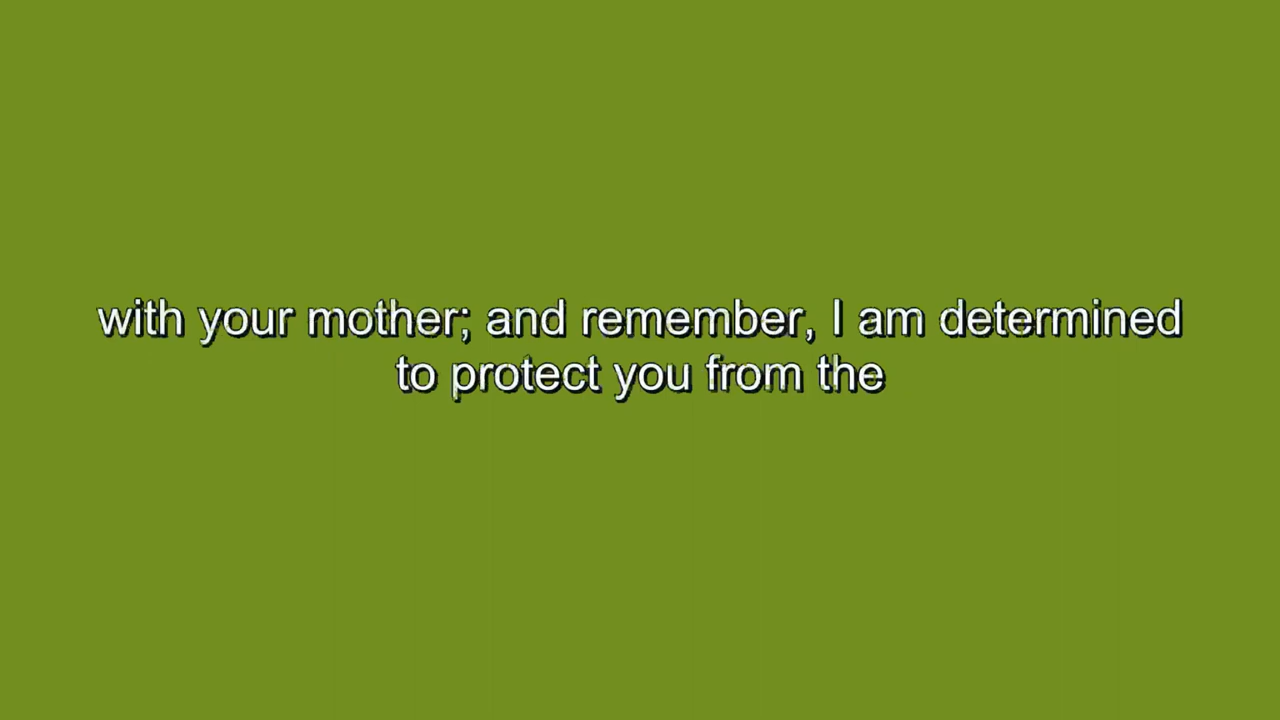 with your mother; and remember, I am determined
to protect you from the